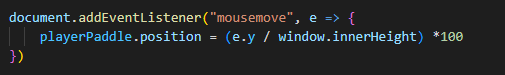 document.addEventListener("mousemove", e => {
    playerPaddle.position = (e.y / window.innerHeight) *100
})